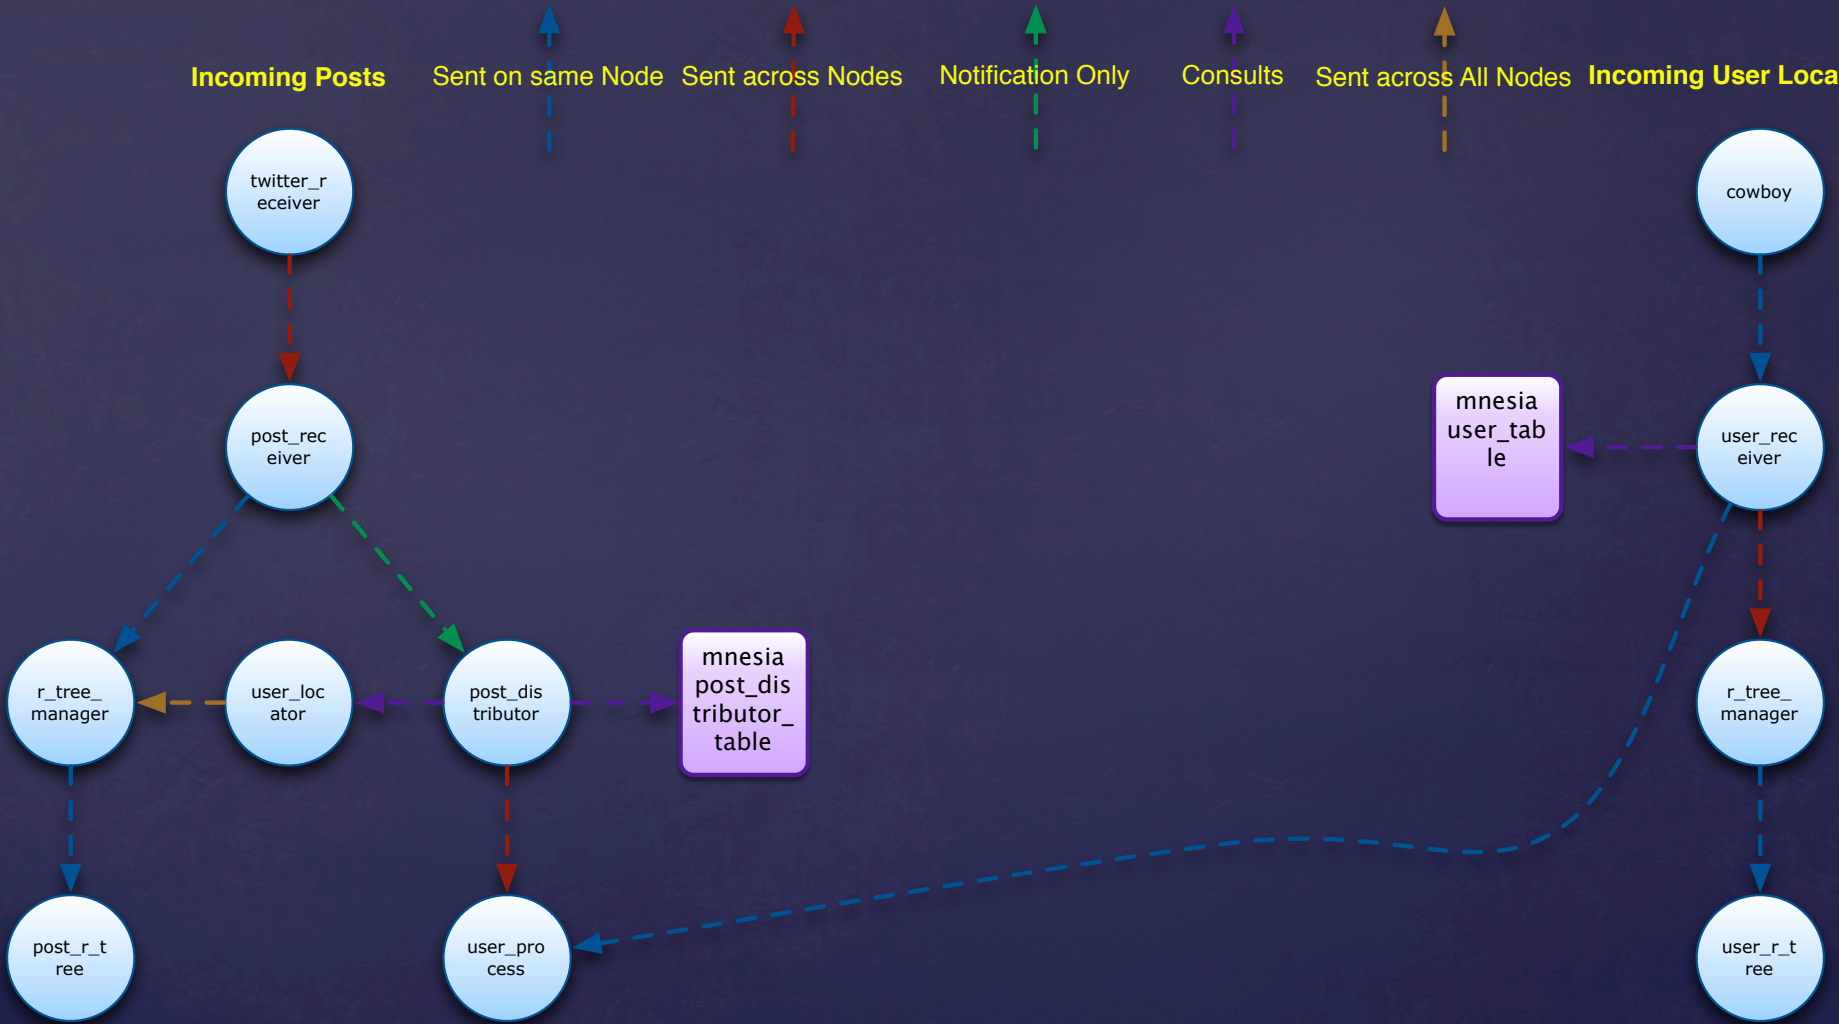 Incoming Posts
Sent on same Node
Sent across Nodes
Notification Only
Consults
Sent across All Nodes
Incoming User Loca
twitter_r
eceiver
cowboy
post_rec
eiver
mnesia
user_tab
le
user_rec
eiver
r_tree_
manager
user_loc
ator
post_dis
tributor
mnesia
post_dis
tributor_
table
r_tree_
manager
post_r_t
ree
user_pro
cess
user_r_t
ree